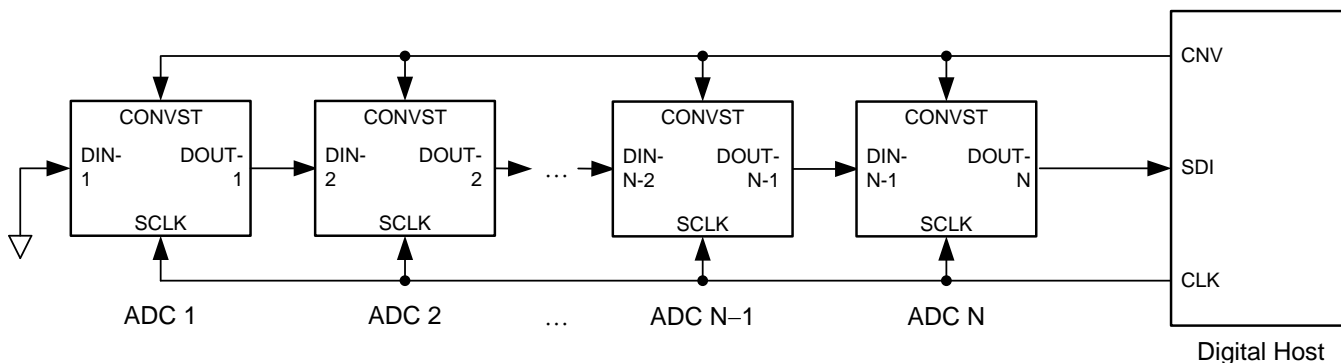 CNV
CONVST
CONVST
CONVST
CONVST
DIN-
1
DOUT-
1
DIN-
2
DOUT-
2
...
DIN-
N-2
DOUT-
N-1
DIN-
N-1
DOUT-
N
SDI
SCLK
SCLK
SCLK
SCLK
CLK
ADC 1
ADC 2
...
ADC N−1
ADC N
Digital Host